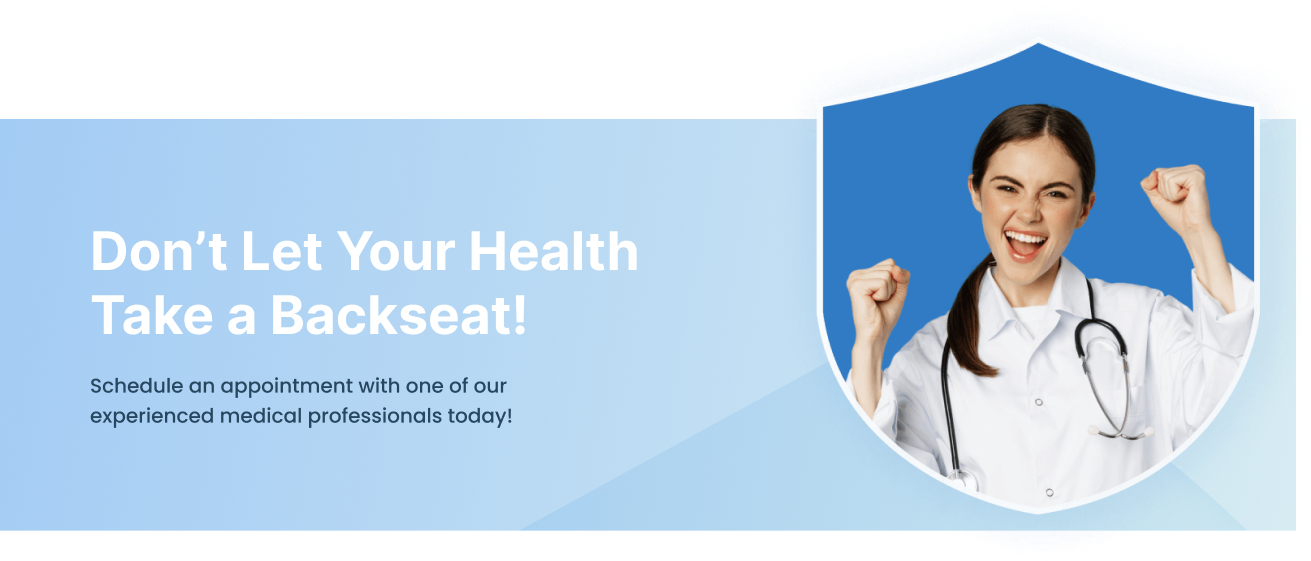 Don’t Let Your Health
Take a Backseat!
Schedule an appointment with one of our
experienced medical professionals today!